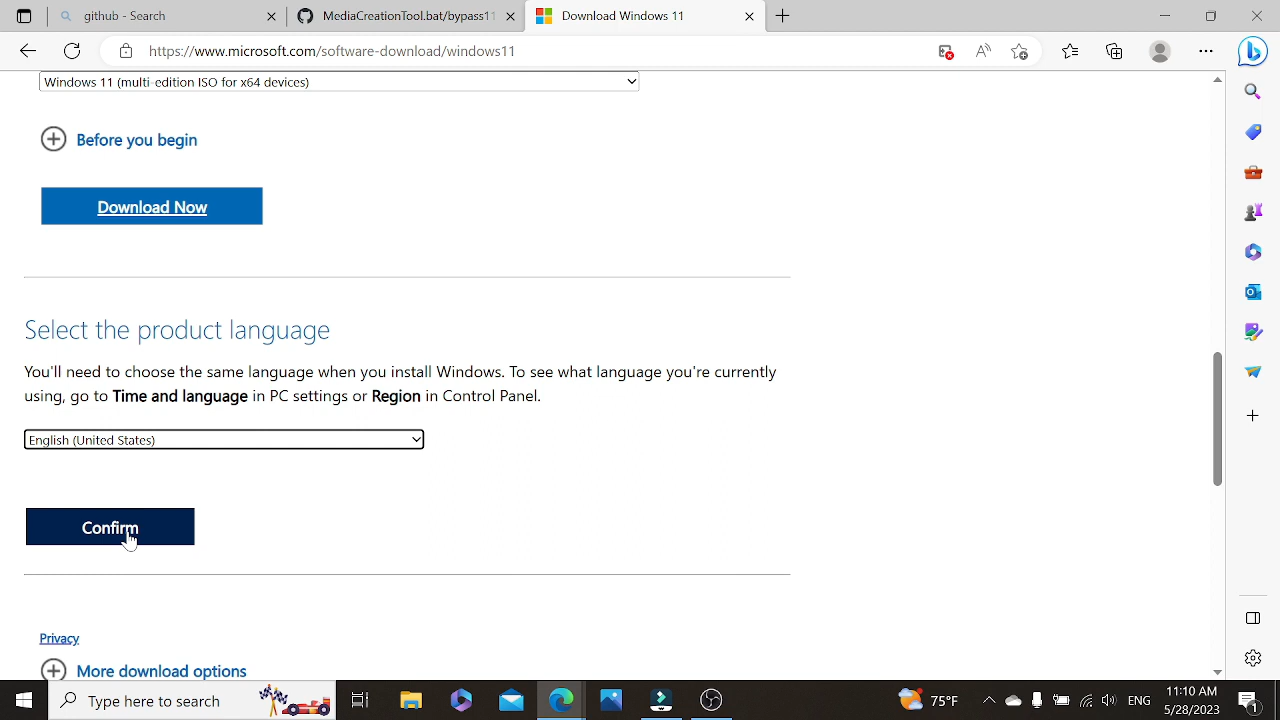 github - Search
MediaCreationTool.bat/bypass11
Download Windows 11
https://www.microsoft.com/software-download/windows11
Windows 11 (multi-edition ISO for x64 devices)
Before you begin
Download Now
Select the product language
You'll need to choose the same language when you install Windows. To see what language you're currently
using, go to Time and language in PC settings or Region in Control Panel.
English (United States)
Confirm
Privacy
More download options
Type here to search
75°F
ENG
11:10 AM
5/28/2023
1